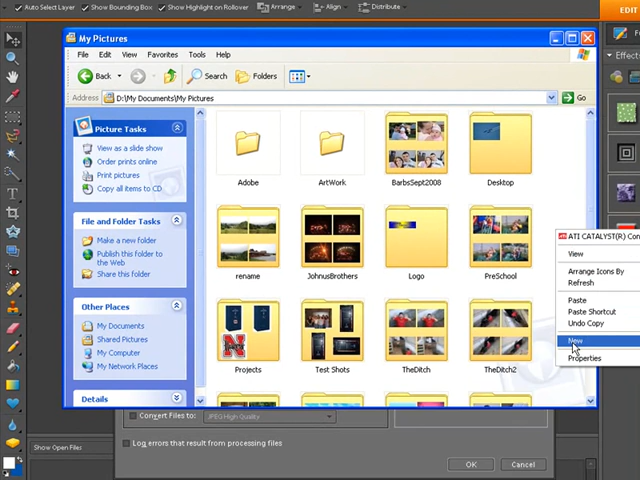 Auto Select Layer Show Bounding Box Show Highlight on Rollover Arrange Align Distribute EDIT
My Pictures
File Edit View Favorites Tools Help
Back Search Folders
Address D:\My Documents\My Pictures Go
Effects
Picture Tasks
View as a slide show
Order prints online
Print pictures
Copy all items to CD
File and Folder Tasks
Make a new folder
Publish this folder to
the Web
Share this folder
Other Places
My Documents
Shared Pictures
My Computer
My Network Places
Details
Adobe ArtWork BarbsSept2008 Desktop
rename JohnusBrothers Logo PreSchool
Projects Test Shots TheDitch TheDitch2
ATI CATALYST(R) Con
View
Arrange Icons By
Refresh
Paste
Paste Shortcut
Undo Copy
New
Properties
Convert Files to: JPEG High Quality
Log errors that result from processing files
Show Open Files
OK Cancel